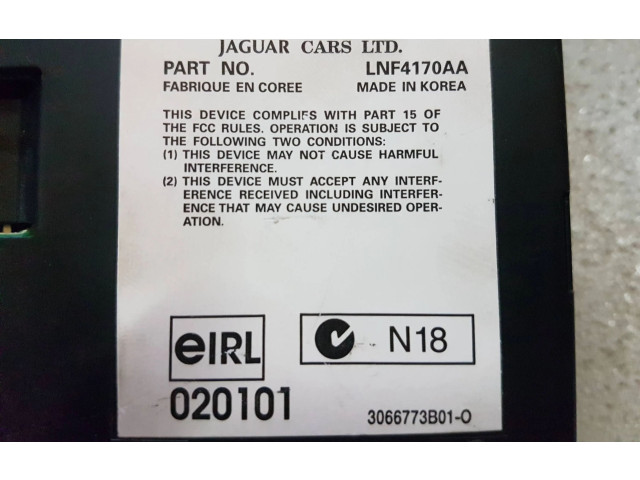 JAGUAR CARS LTD.
PART NO. LNF4170AA
FABRIQUE EN COREE MADE IN KOREA
THIS DEVICE COMPLIES WITH PART 15 OF
THE FCC RULES. OPERATION IS SUBJECT TO
THE FOLLOWING TWO CONDITIONS:
(1) THIS DEVICE MAY NOT CAUSE HARMFUL
INTERFERENCE.
(2) THIS DEVICE MUST ACCEPT ANY INTERF-
ERENCE RECEIVED INCLUDING INTERFER-
ENCE THAT MAY CAUSE UNDESIRED OPER-
ATION.
eIRL N18
020101 3066773B01-O